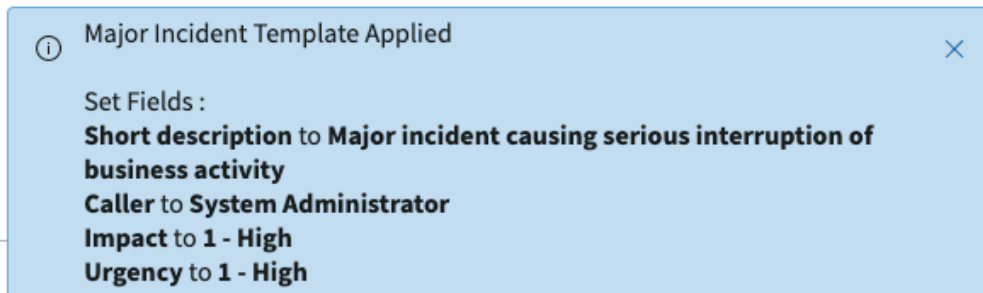 Major Incident Template Applied
Set Fields :
Short description to Major incident causing serious interruption of
business activity
Caller to System Administrator
Impact to 1 - High
Urgency to 1 - High